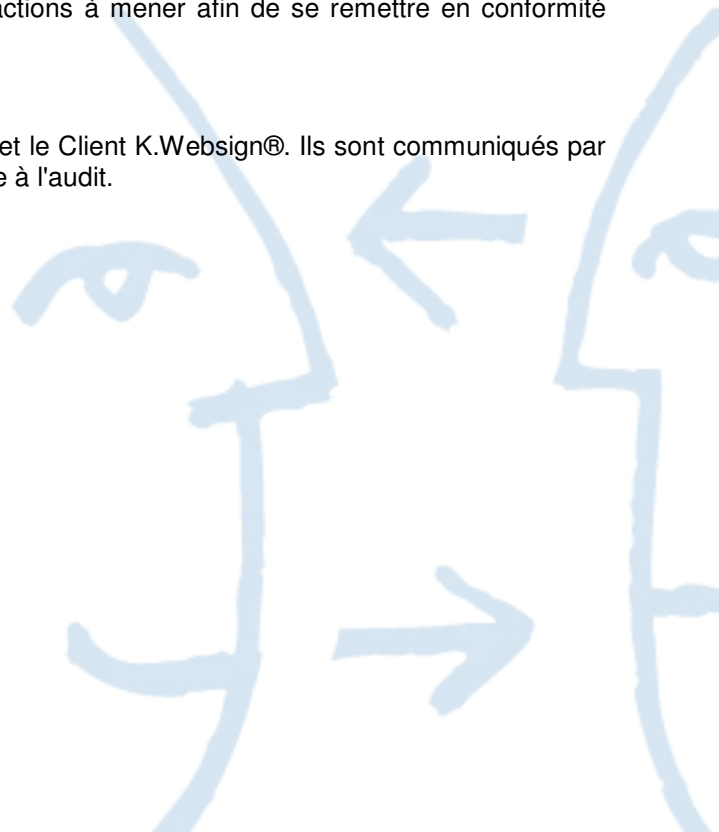 actions à mener afin de se remettre en conformité
et le Client K.Websign®. Ils sont communiqués par
e à l'audit.